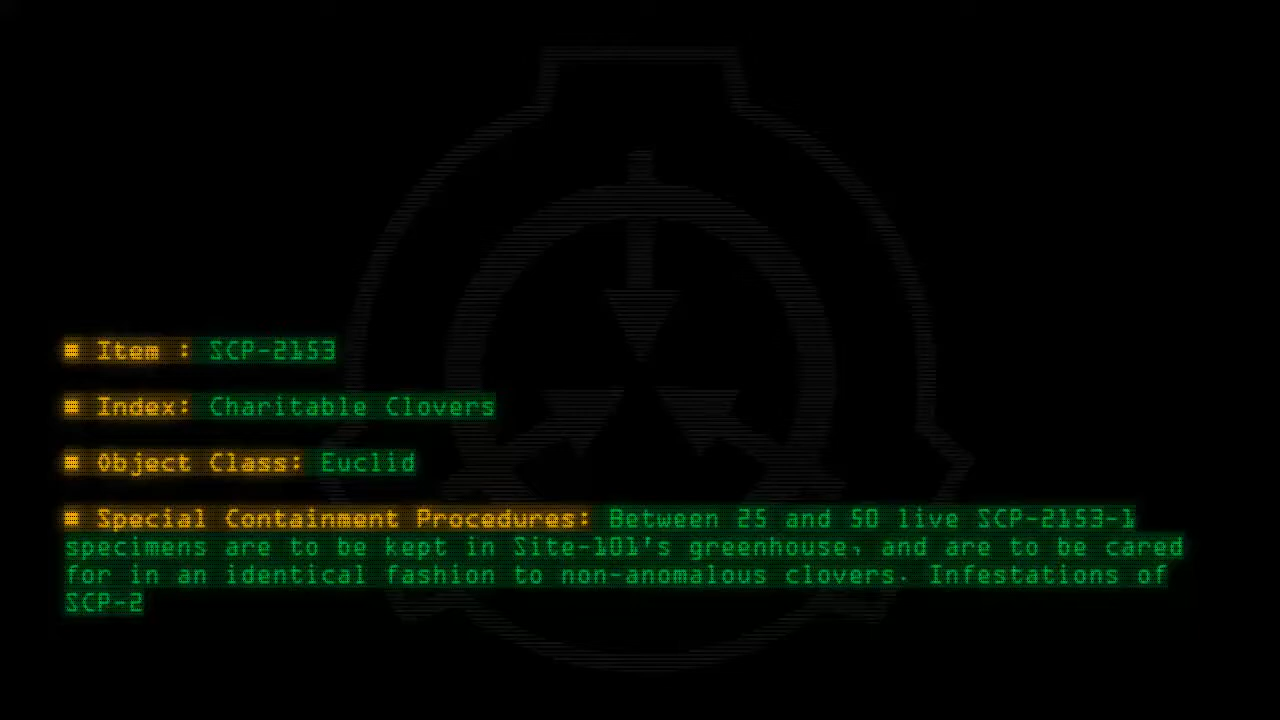 ■ Item : SCP-2153
■ Index: Charitable Clovers
■ Object Class: Euclid
■ Special Containment Procedures: Between 25 and 50 live SCP-2153-1
specimens are to be kept in Site-101's greenhouse, and are to be cared
for in an identical fashion to non-anomalous clovers. Infestations of
SCP-2